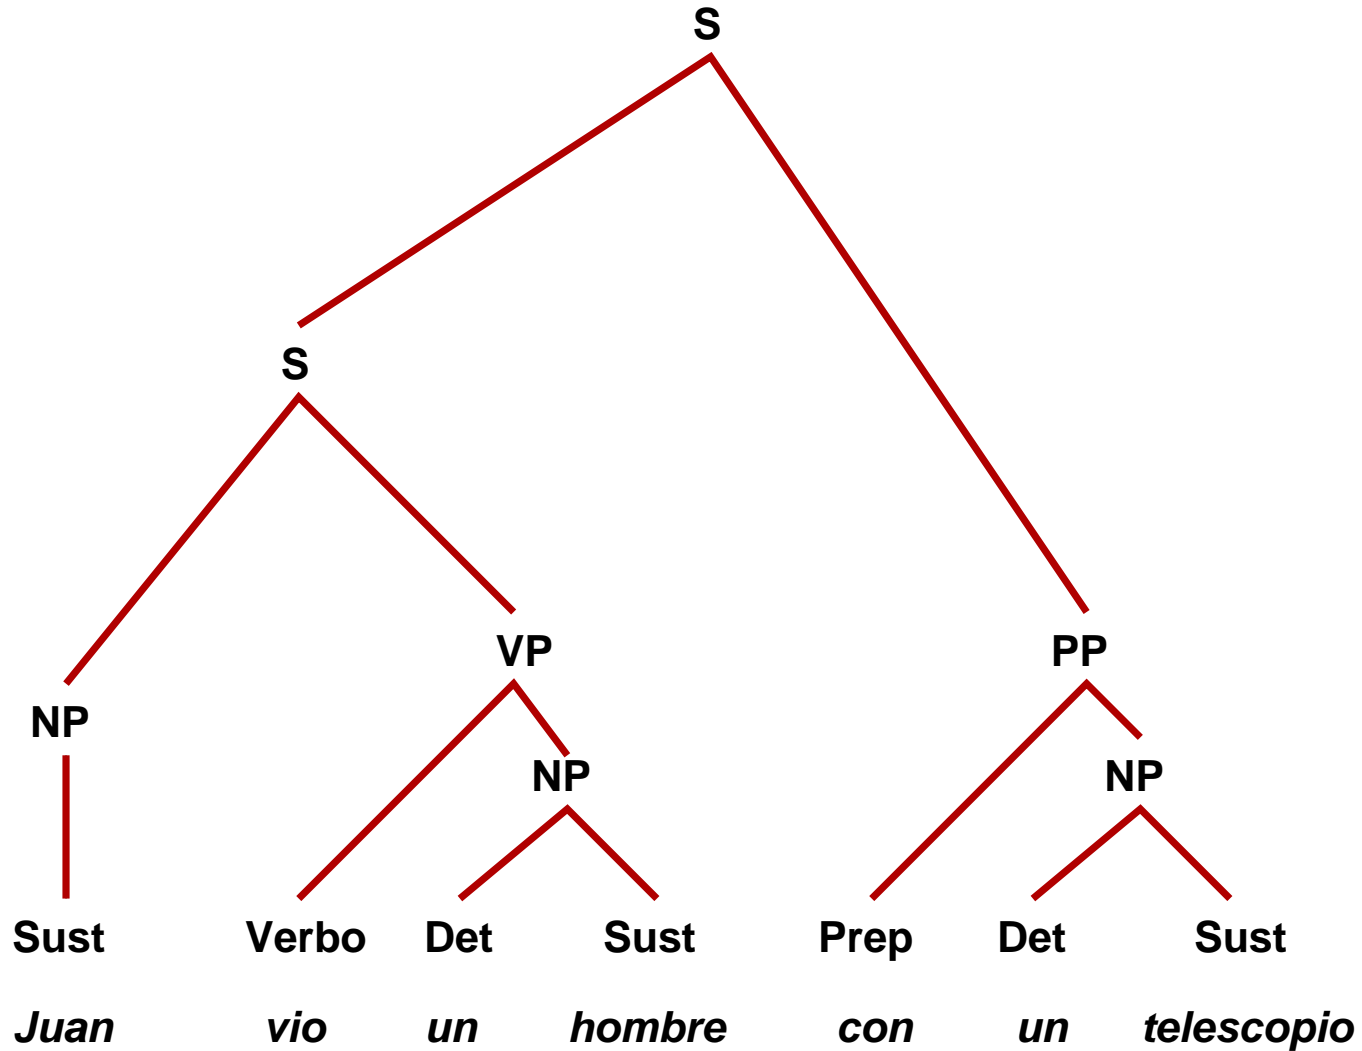 S
S
VP PP
NP
NP NP
Sust Verbo Det Sust Prep Det Sust
Juan vio un hombre con un telescopio